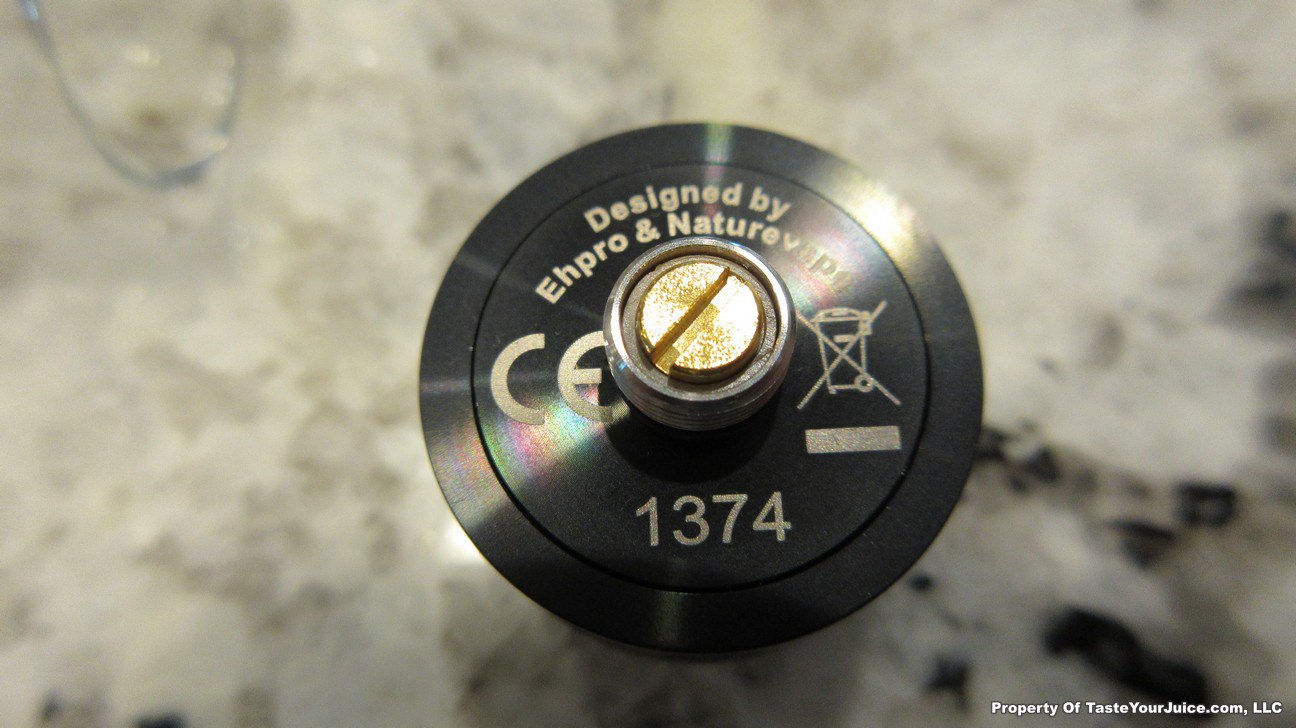 Designed by
Ehpro & Naturevape
CE
1374
Property Of TasteYourJuice.com, LLC